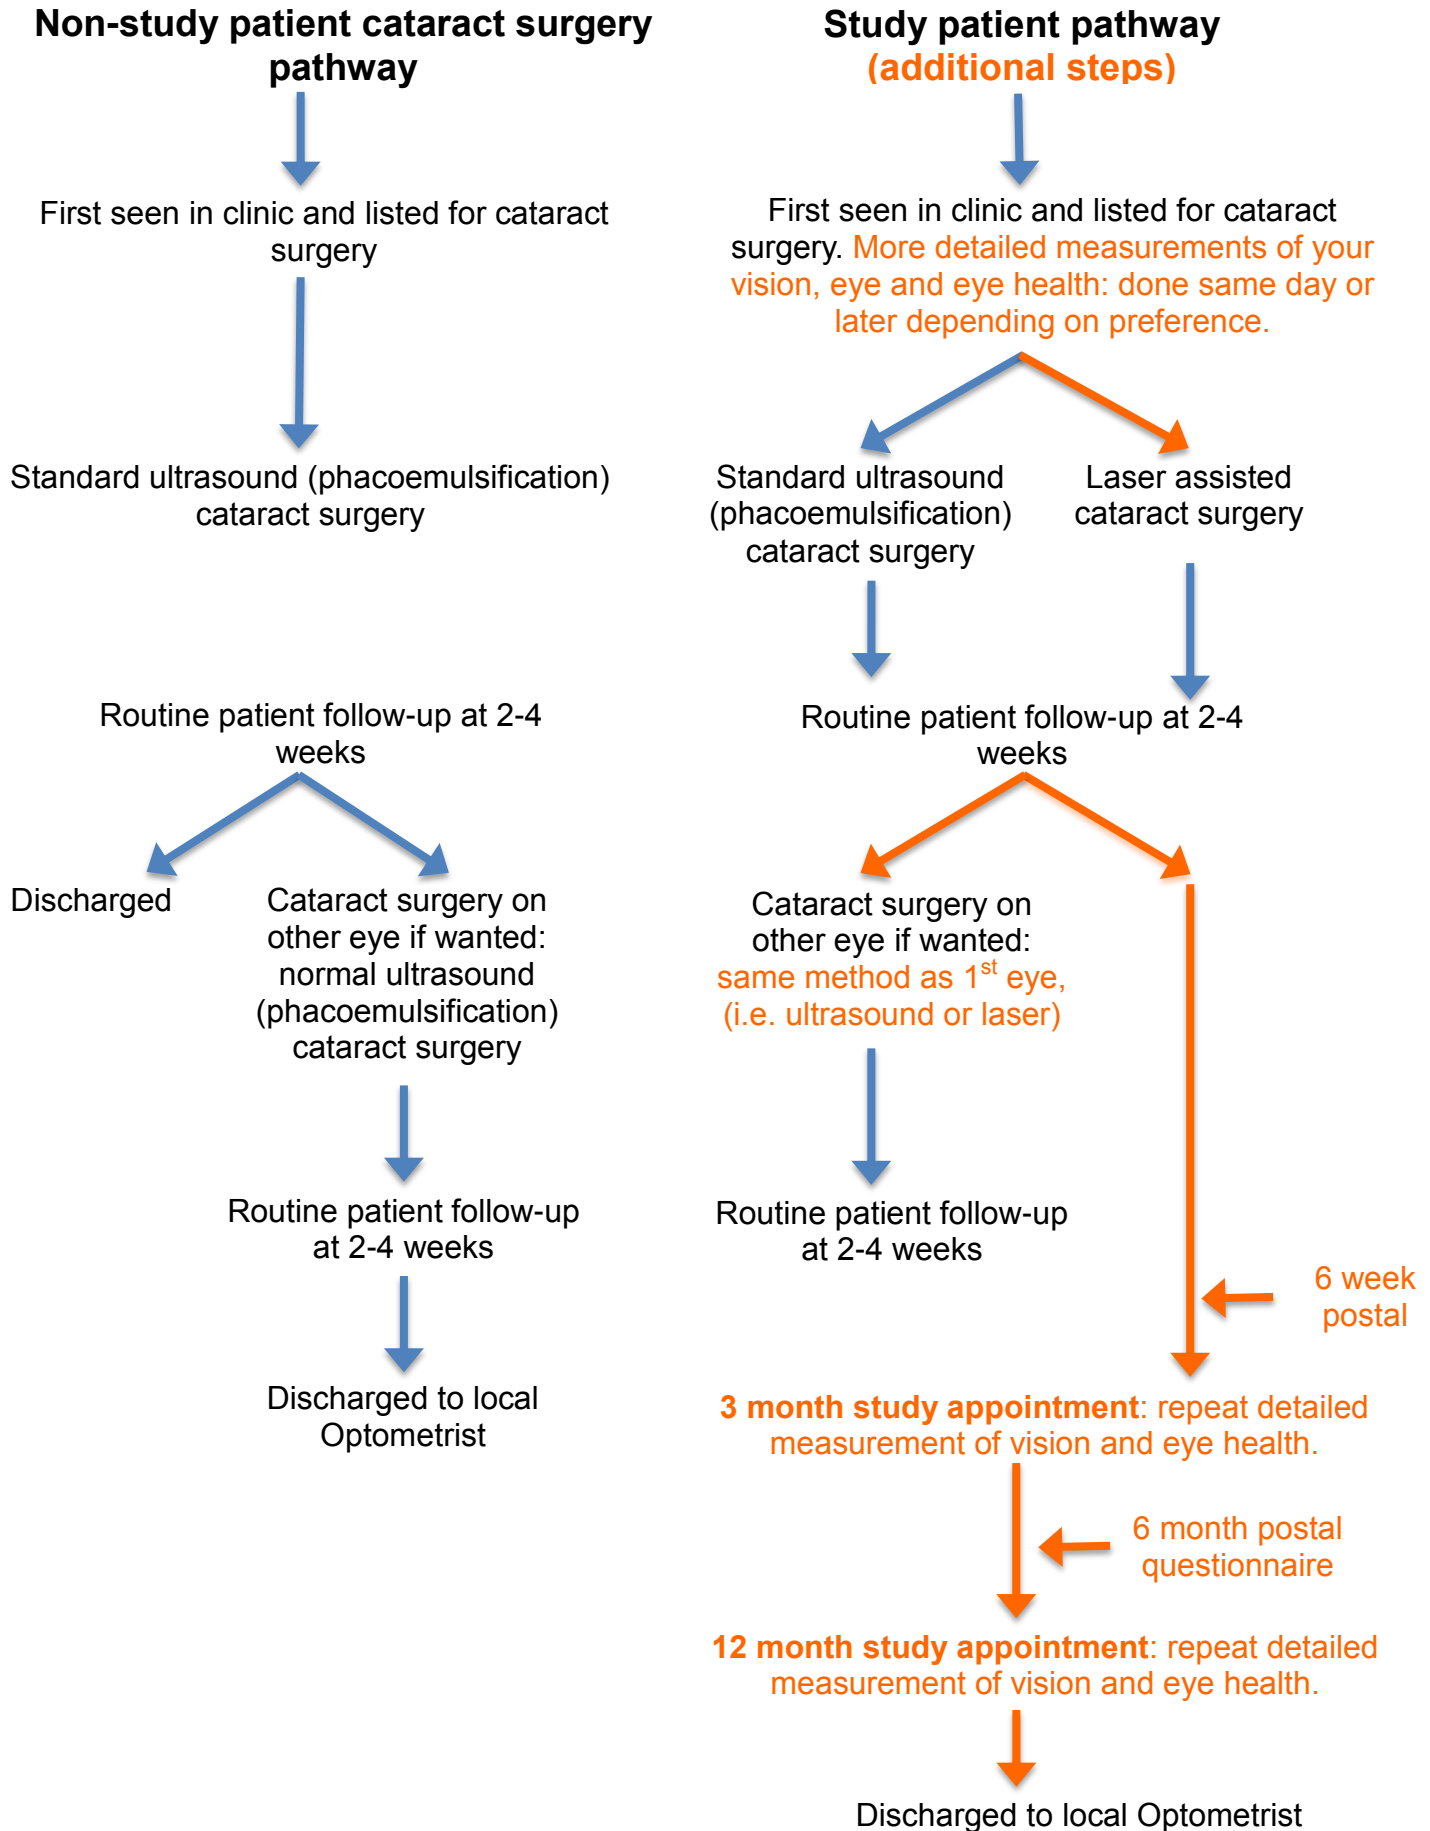 Non-study patient cataract surgery
pathway
First seen in clinic and listed for cataract
surgery
Standard ultrasound (phacoemulsification)
cataract surgery
Routine patient follow-up at 2-4
weeks
Discharged
Cataract surgery on
other eye if wanted:
normal ultrasound
(phacoemulsification)
cataract surgery
Routine patient follow-up
at 2-4 weeks
Discharged to local
Optometrist
Study patient pathway
(additional steps)
First seen in clinic and listed for cataract
surgery. More detailed measurements of your
vision, eye and eye health: done same day or
later depending on preference.
Standard ultrasound
(phacoemulsification)
cataract surgery
Laser assisted
cataract surgery
Routine patient follow-up at 2-4
weeks
Cataract surgery on
other eye if wanted:
same method as 1st eye,
(i.e. ultrasound or laser)
Routine patient follow-up
at 2-4 weeks
6 week
postal
3 month study appointment: repeat detailed
measurement of vision and eye health.
6 month postal
questionnaire
12 month study appointment: repeat detailed
measurement of vision and eye health.
Discharged to local Optometrist